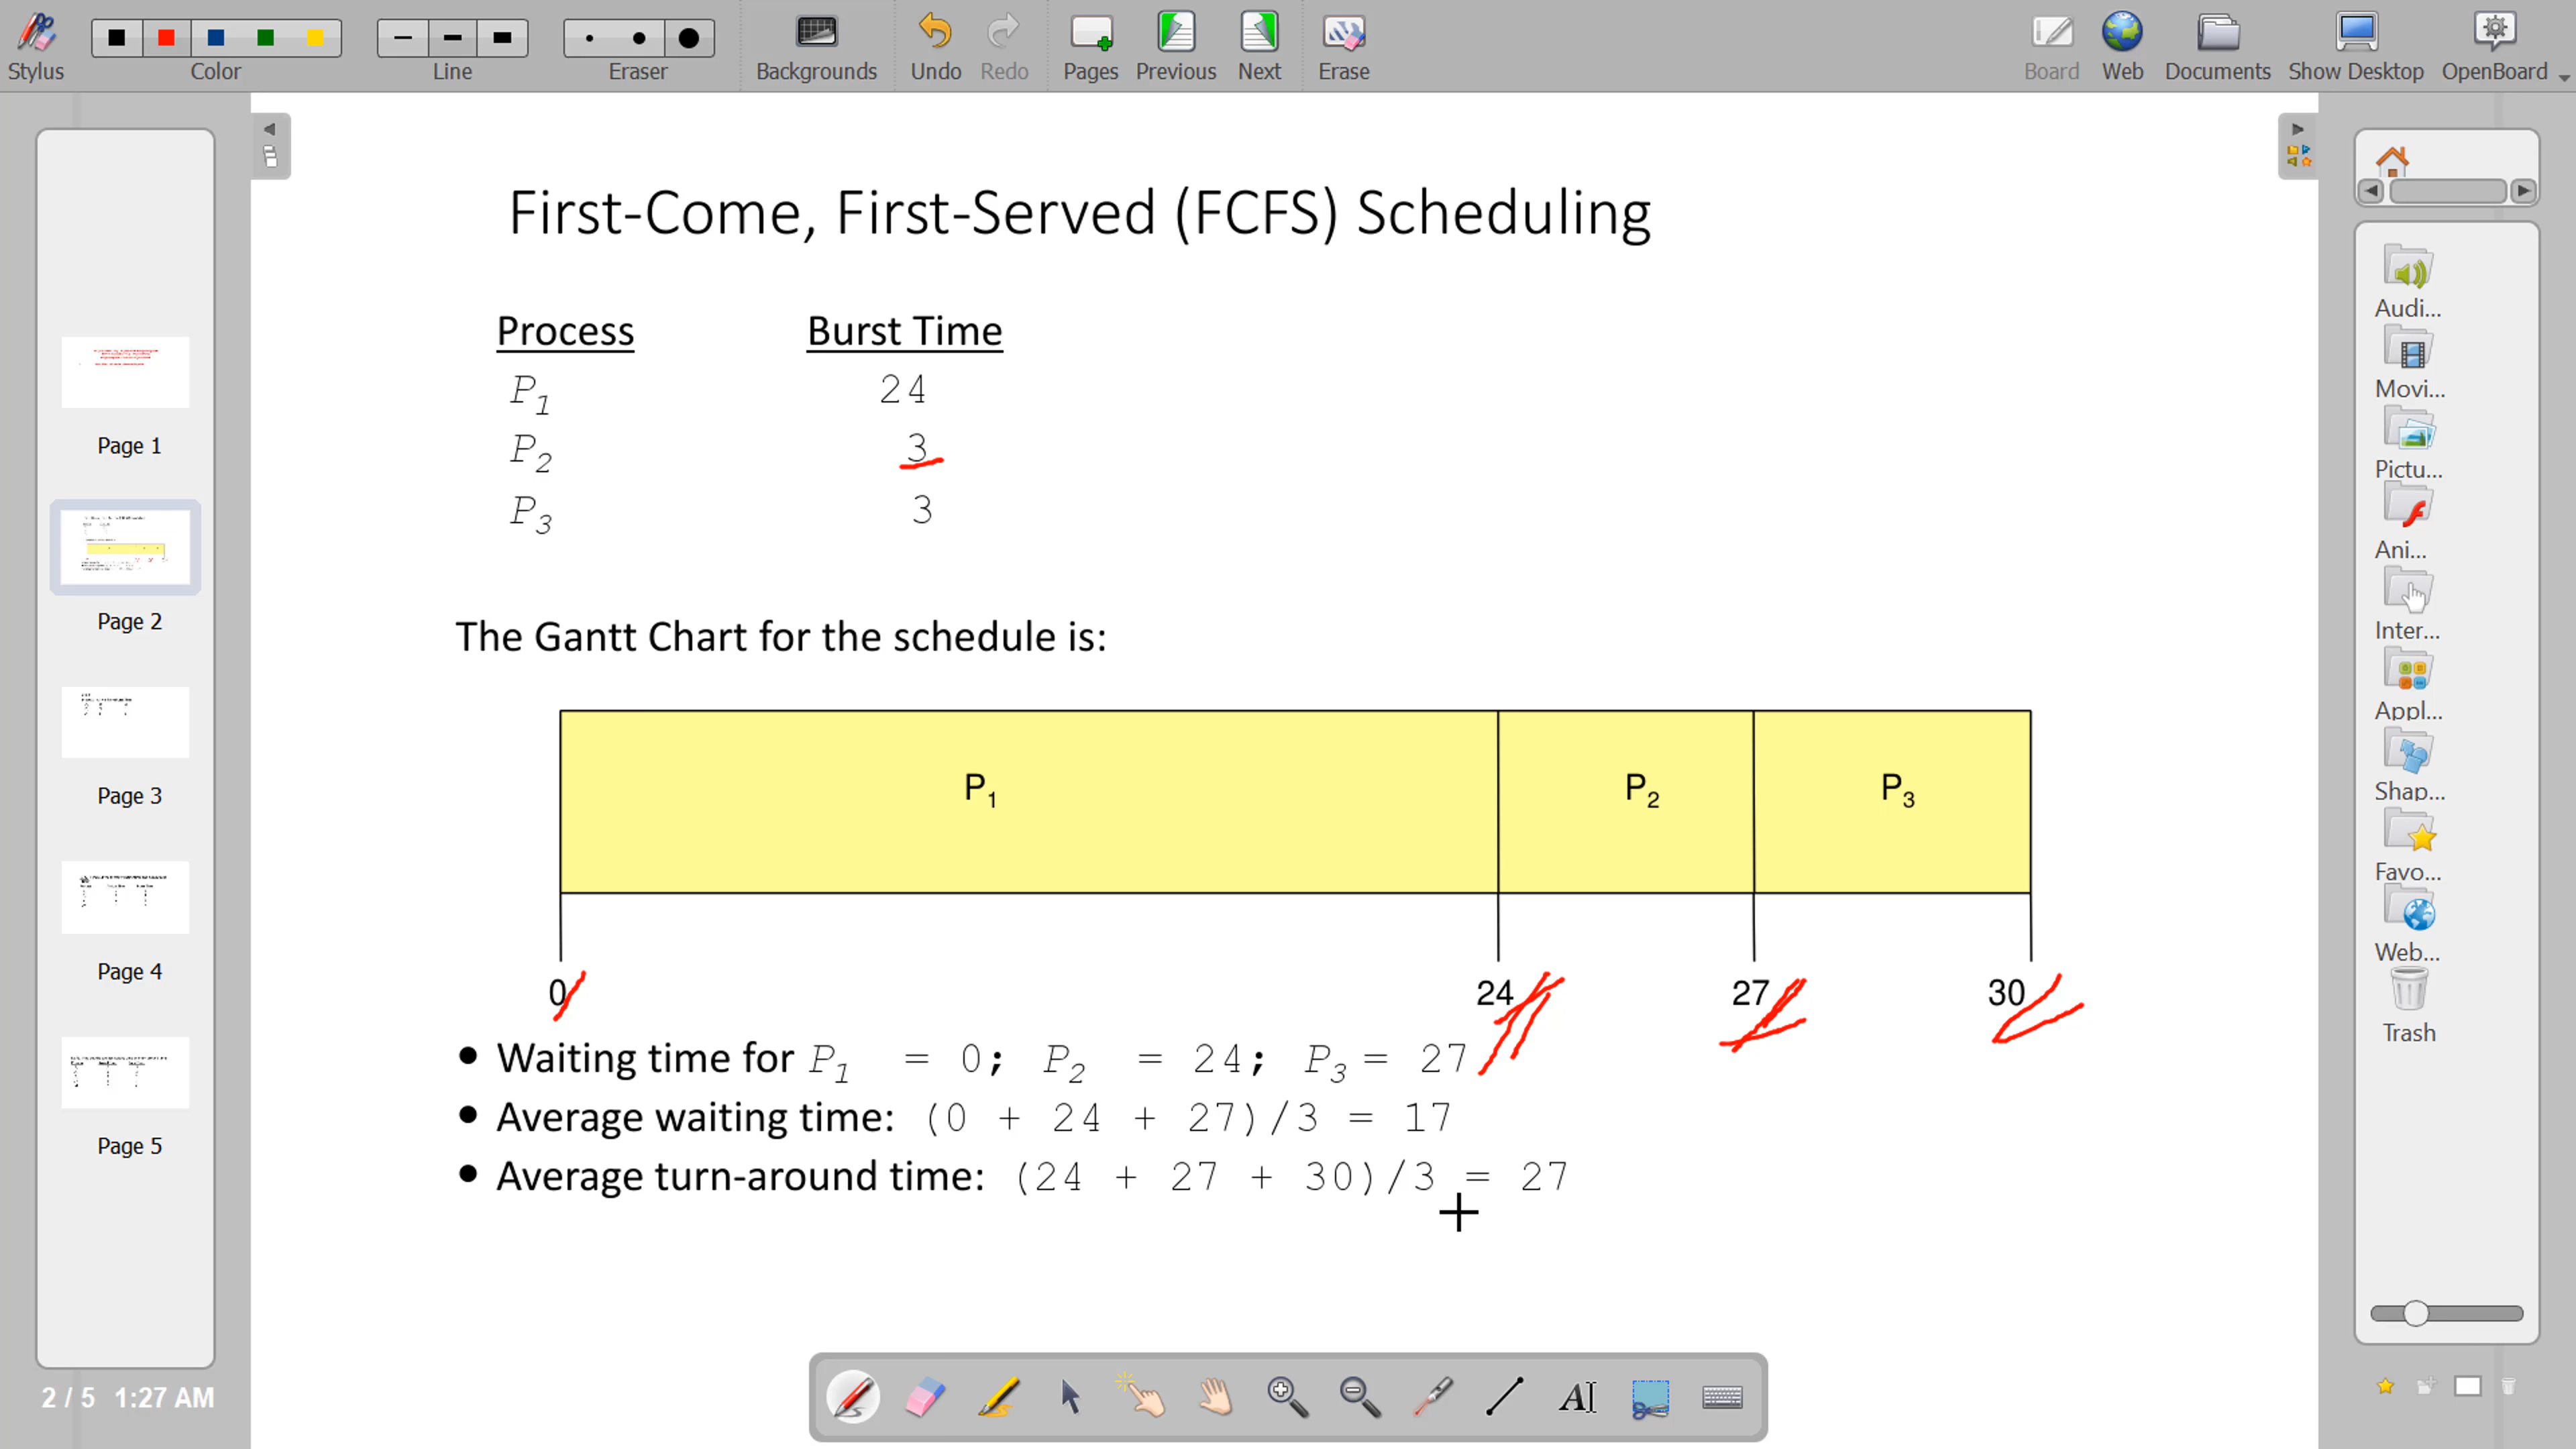 Stylus Color Line Eraser Backgrounds Undo Redo Pages Previous Next Erase Board Web Documents Show Desktop OpenBoard
First-Come, First-Served (FCFS) Scheduling
Process Burst Time
P1 24
P2 3
P3 3
The Gantt Chart for the schedule is:
P1 P2 P3
0 24 27 30
• Waiting time for P1 = 0; P2 = 24; P3 = 27
• Average waiting time: (0 + 24 + 27)/3 = 17
• Average turn-around time: (24 + 27 + 30)/3 = 27
Page 1
Page 2
Page 3
Page 4
Page 5
2 / 5 1:27 AM
Audi...
Movi...
Pictu...
Ani...
Inter...
Appl...
Shap...
Favo...
Web...
Trash